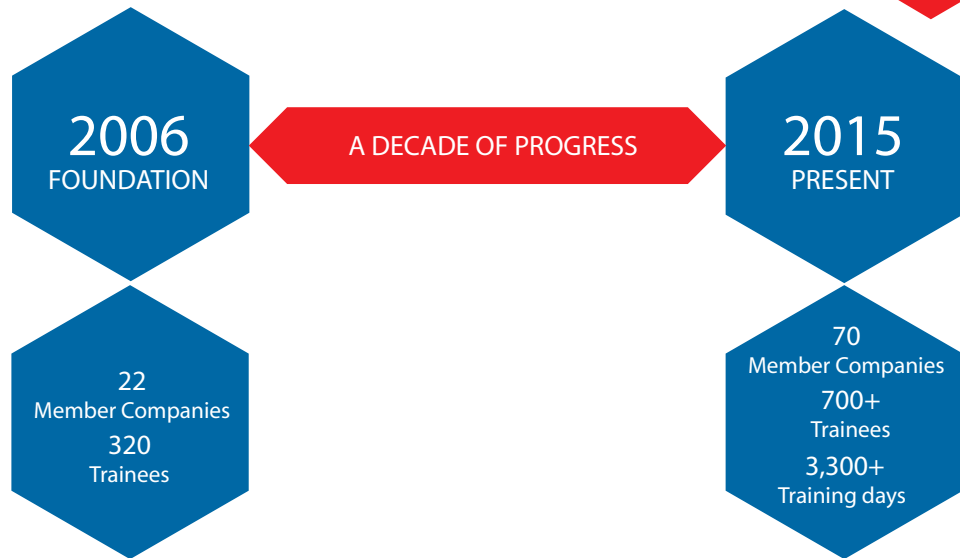 2006
FOUNDATION
A DECADE OF PROGRESS
2015
PRESENT
22
Member Companies
320
Trainees
70
Member Companies
700+
Trainees
3,300+
Training days